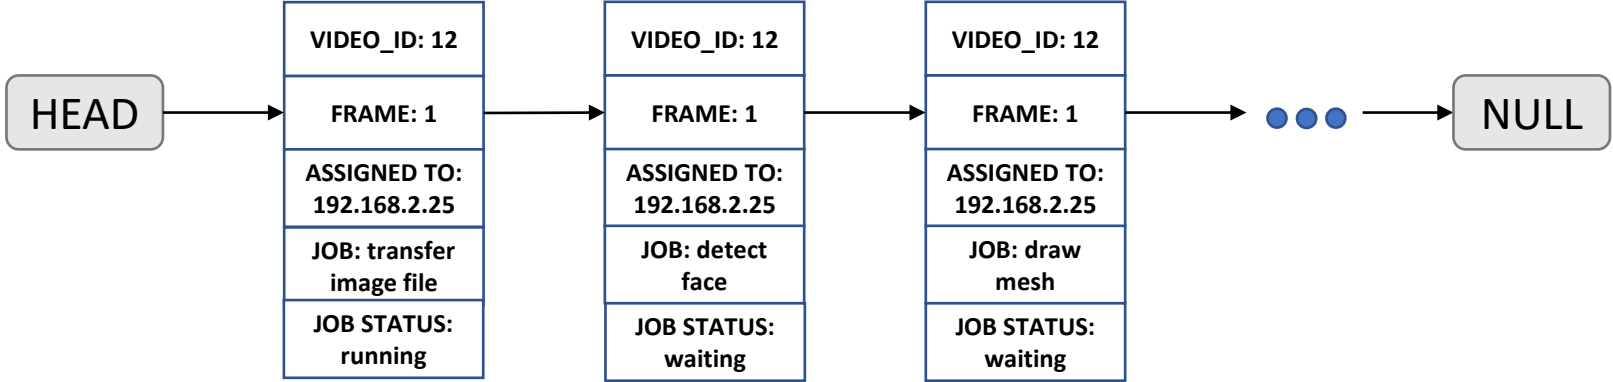 HEAD
VIDEO_ID: 12
FRAME: 1
ASSIGNED TO:
192.168.2.25
JOB: transfer
image file
JOB STATUS:
running
VIDEO_ID: 12
FRAME: 1
ASSIGNED TO:
192.168.2.25
JOB: detect
face
JOB STATUS:
waiting
VIDEO_ID: 12
FRAME: 1
ASSIGNED TO:
192.168.2.25
JOB: draw
mesh
JOB STATUS:
waiting
NULL